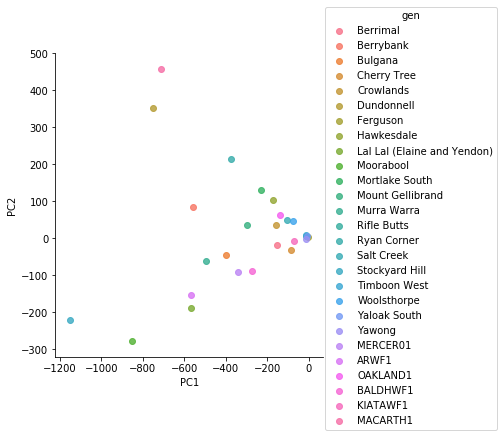 gen
Berrimal
Berrybank
Bulgana
Cherry Tree
Crowlands
Dundonnell
Ferguson
Hawkesdale
Lal Lal (Elaine and Yendon)
Moorabool
Mortlake South
Mount Gellibrand
Murra Warra
Rifle Butts
Ryan Corner
Salt Creek
Stockyard Hill
Timboon West
Woolsthorpe
Yaloak South
Yawong
MERCER01
ARWF1
OAKLAND1
BALDHWF1
KIATAWF1
MACARTH1
500
400
300
200
100
0
−100
−200
−300
PC2
−1200 −1000 −800 −600 −400 −200 0
PC1